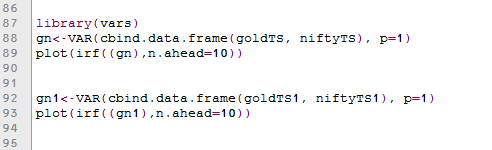 86
87 library(vars)
88 gn<-VAR(cbind.data.frame(goldTS, niftyTS), p=1)
89 plot(irf((gn),n.ahead=10))
90
91
92 gn1<-VAR(cbind.data.frame(goldTS1, niftyTS1), p=1)
93 plot(irf((gn1),n.ahead=10))
94
95